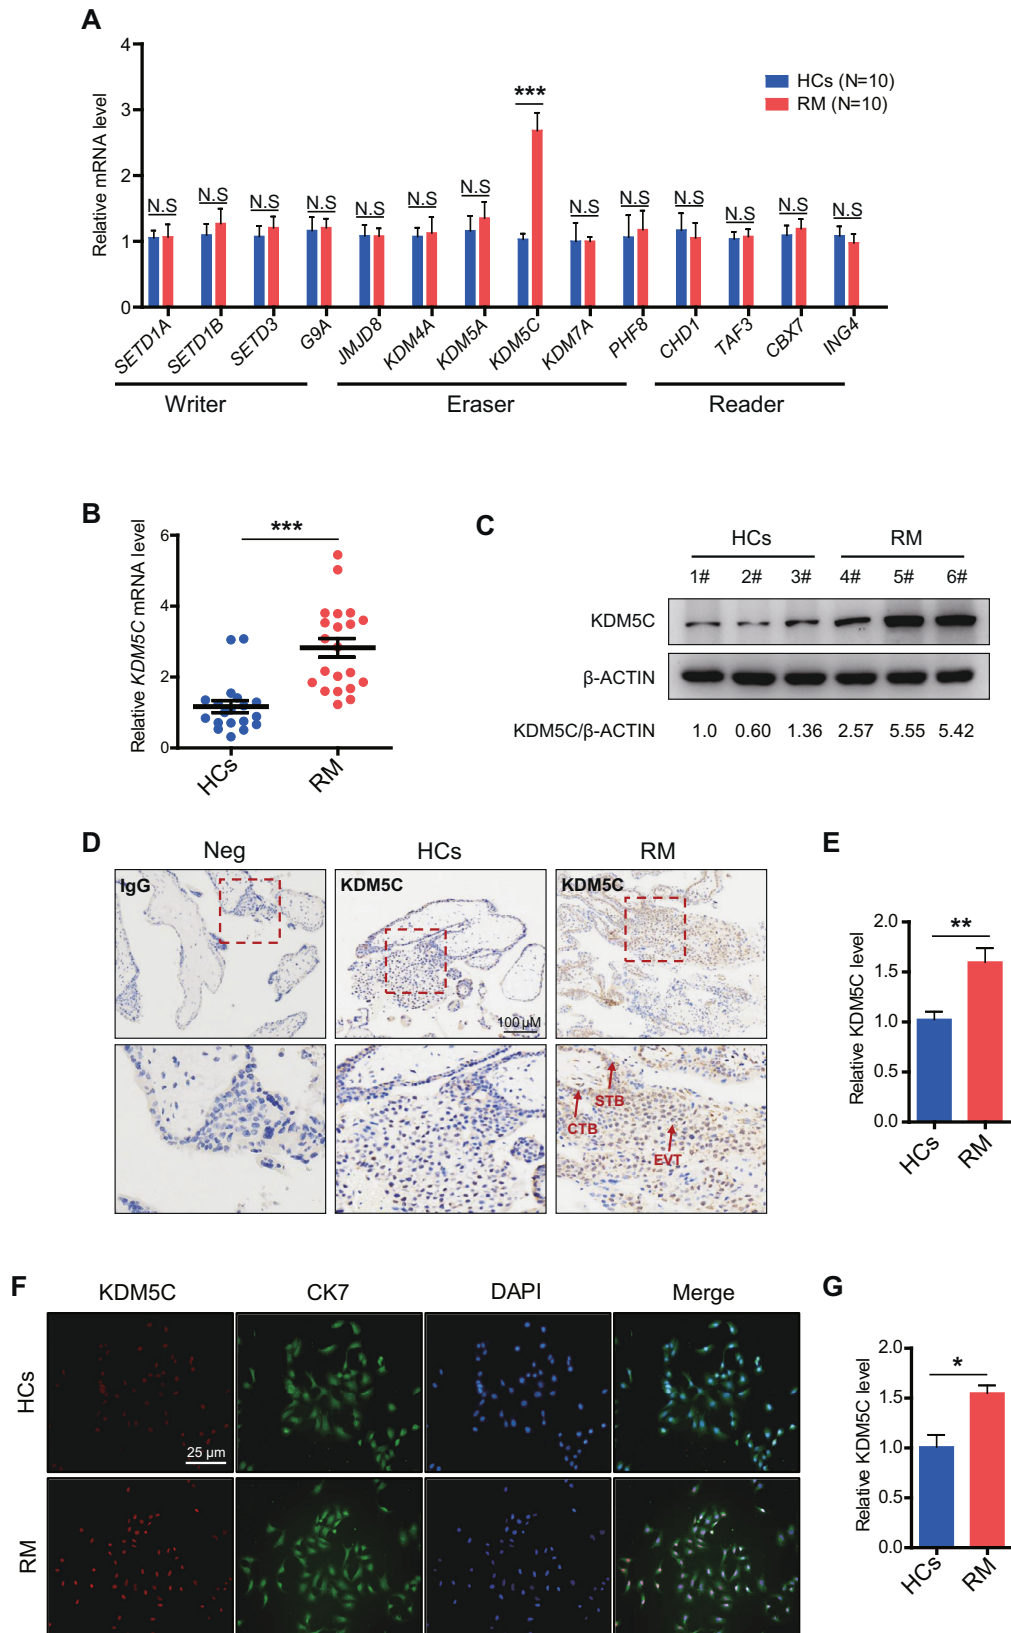 A
4
3
2
1
0
Relative mRNA level
HCs (N=10)
RM (N=10)
N.S N.S N.S N.S N.S N.S N.S *** N.S N.S N.S N.S N.S N.S
SETD1A SETD1B SETD3 G9A JMJD8 KDM4A KDM5A KDM5C KDM7A PHF8 CHD1 TAF3 CBX7 ING4
Writer Eraser Reader
B
Relative KDM5C mRNA level
6
4
2
0
***
HCs RM
C
HCs RM
1# 2# 3# 4# 5# 6#
KDM5C
β-ACTIN
KDM5C/β-ACTIN 1.0 0.60 1.36 2.57 5.55 5.42
D
Neg HCs RM
IgG KDM5C KDM5C
100 µM
STB
CTB
EVT
E
Relative KDM5C level
2.0
1.5
1.0
0.5
0.0
**
HCs RM
F
KDM5C CK7 DAPI Merge
HCs
25 µm
RM
G
Relative KDM5C level
2.0
1.5
1.0
0.5
0.0
*
HCs RM